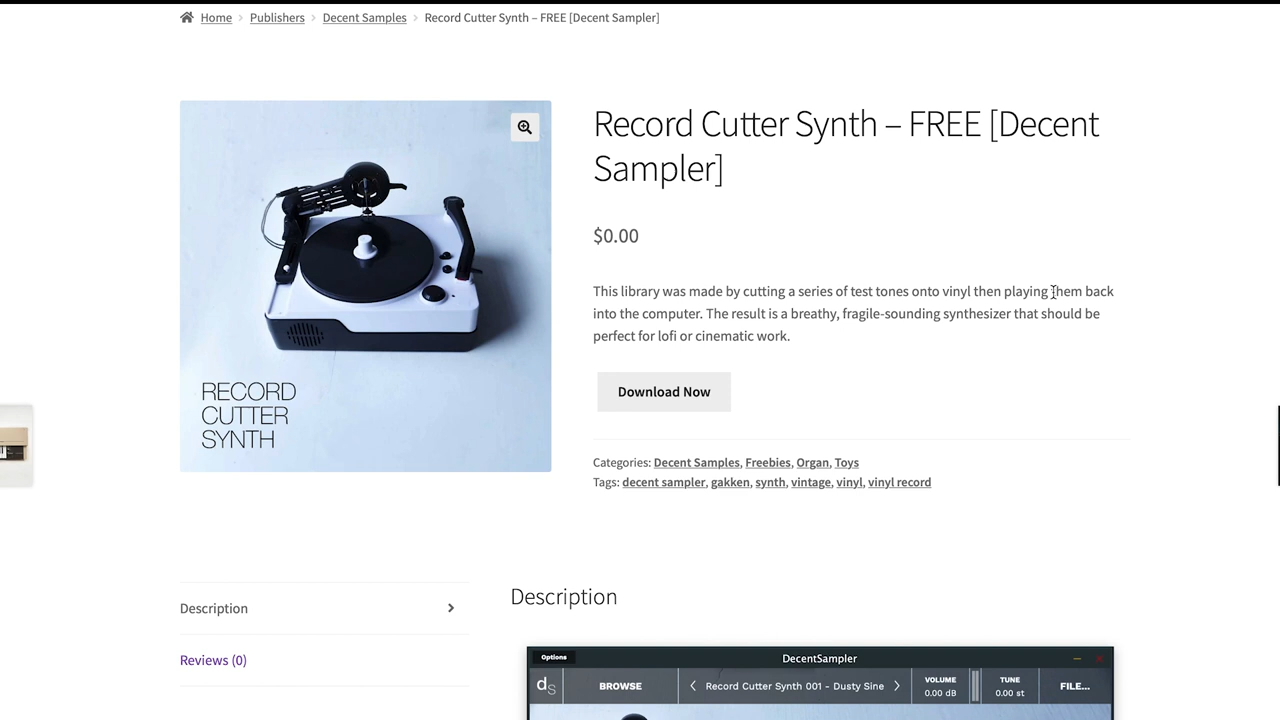 Home > Publishers > Decent Samples > Record Cutter Synth – FREE [Decent Sampler]
Record Cutter Synth – FREE [Decent
Sampler]
$0.00
This library was made by cutting a series of test tones onto vinyl then playing them back
into the computer. The result is a breathy, fragile-sounding synthesizer that should be
perfect for lofi or cinematic work.
Download Now
RECORD
CUTTER
SYNTH
Categories: Decent Samples, Freebies, Organ, Toys
Tags: decent sampler, gakken, synth, vintage, vinyl, vinyl record
Description
Reviews (0)
Description
Options
DecentSampler
ds
BROWSE
Record Cutter Synth 001 - Dusty Sine
VOLUME
0.00 dB
TUNE
0.00 st
FILE...